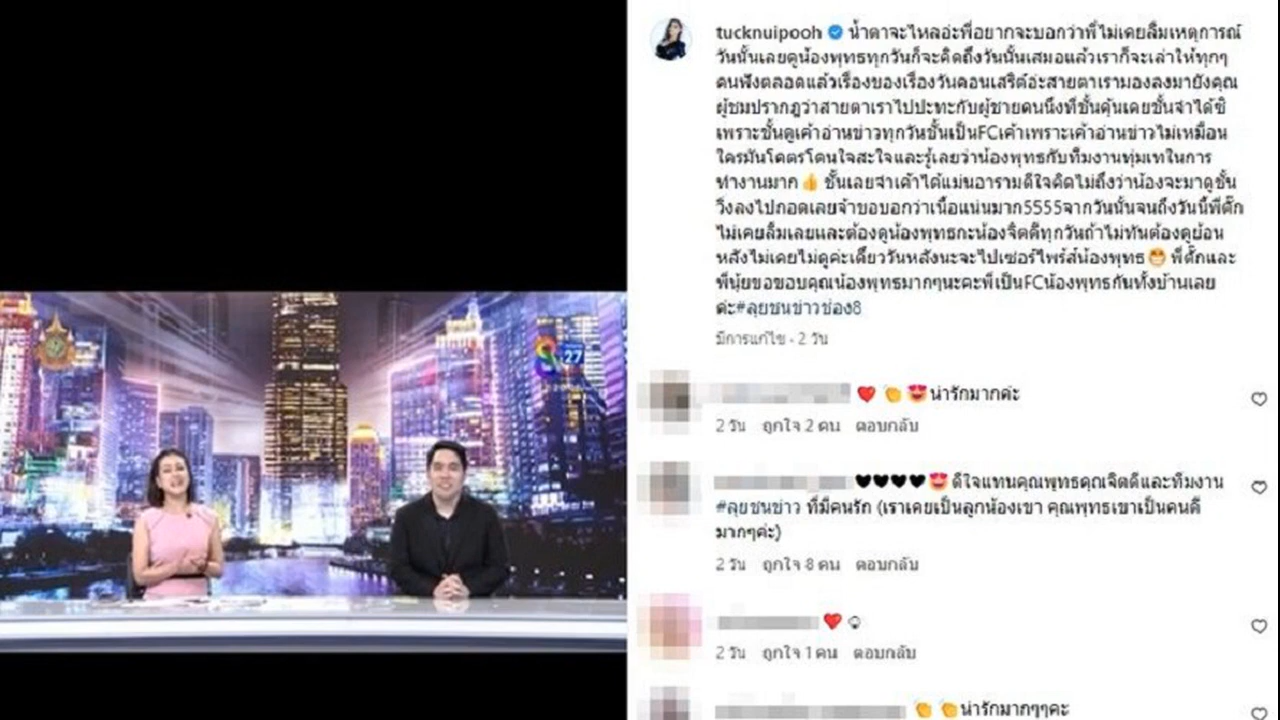 tucknuipooh น้ำตาจะไหลอ่ะพี่อยากจะบอกว่าพี่ไม่เคยลืมเหตุการณ์
วันนั้นเลยดูน้องพุทธทุกวันก็จะคิดถึงวันนั้นเสมอแล้วเราก็จะเล่าให้ทุกๆ
คนฟังตลอดแล้วเรื่องของเรื่องวันคอนเสริต์อ่ะสายตาเรามองลงมายังคุณ
ผู้ชมปรากฎว่าสายตาเราไปปะทะกับผู้ชายคนนึงที่ชั้นคุ้นเคยชั้นจำได้ซิ
เพราะชั้นดูเค้าอ่านข่าวทุกวันชั้นเป็นFCเค้าเพราะเค้าอ่านข่าวไม่เหมือน
ใครมันโคตรโดนใจสะใจและรู้เลยว่าน้องพุทธกับทีมงานทุ่มเทในการ
ทำงานมาก👍 ชั้นเลยจำเค้าได้แม่นอารามดีใจคิดไม่ถึงว่าน้องจะมาดูชั้น
วิ่งลงไปกอดเลยจ้าขอบอกว่าเนื้อแน่นมาก5555จากวันนั้นจนถึงวันนี้พี่ตั๊ก
ไม่เคยลืมเลยและต้องดูน้องพุทธกะน้องจิตดีทุกวันถ้าไม่ทันต้องดูย้อน
หลังไม่เคยไม่ดูค่ะเดี๊ยววันหลังนะจะไปเซอร์ไพร์ส์น้องพุทธ😁 พี่ตั๊กและ
พี่นุ้ยขอขอบคุณน้องพุทธมากๆนะคะพี่เป็นFCน้องพุทธกันทั้งบ้านเลย
ค่ะ#ลุยชนข่าวช่อง8
มีการแก้ไข · 2 วัน
❤️ 👏 😍น่ารักมากค่ะ
2 วัน ถูกใจ 2 คน ตอบกลับ
🖤🖤🖤🖤😍ดีใจแทนคุณพุทธคุณจิตดีและทีมงาน
#ลุยชนข่าว ที่มีคนรัก (เราเคยเป็นลูกน้องเขา คุณพุทธเขาเป็นคนดี
มากๆค่ะ)
2 วัน ถูกใจ 8 คน ตอบกลับ
❤️
2 วัน ถูกใจ 1 คน ตอบกลับ
👏 👏น่ารักมากๆๆคะ
8 27